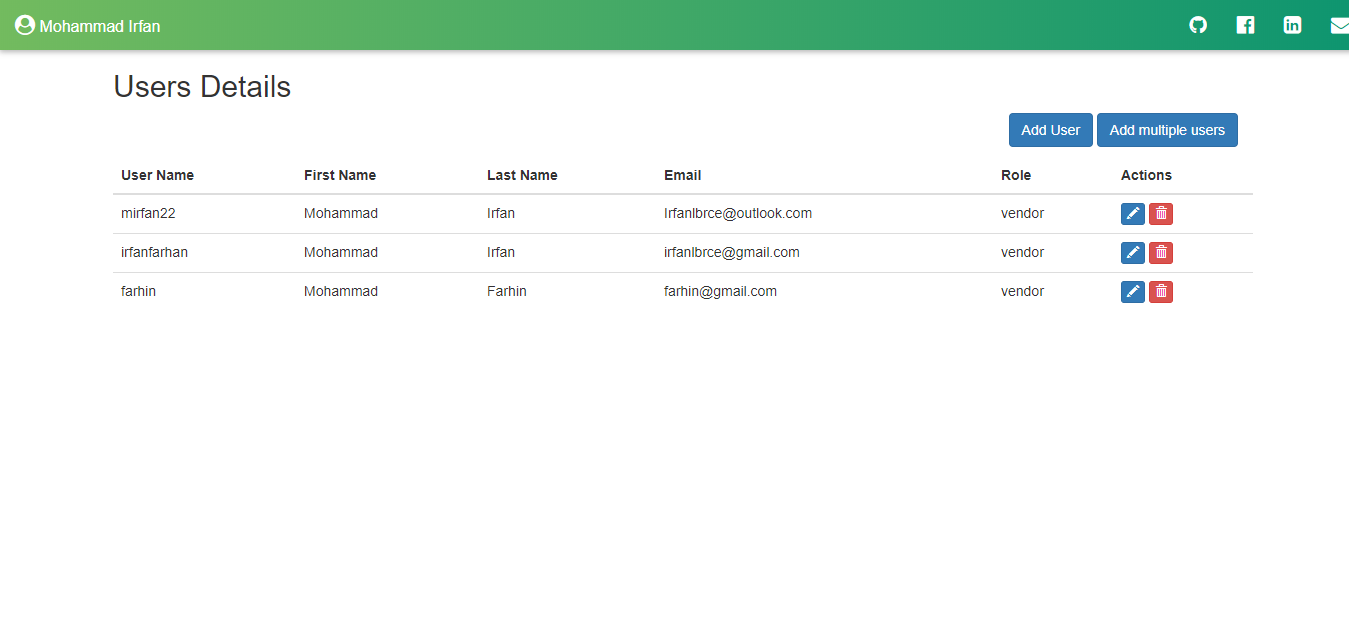 Mohammad Irfan
Users Details
Add User Add multiple users
User Name First Name Last Name Email Role Actions
mirfan22 Mohammad Irfan Irfanlbrce@outlook.com vendor
irfanfarhan Mohammad Irfan irfanlbrce@gmail.com vendor
farhin Mohammad Farhin farhin@gmail.com vendor